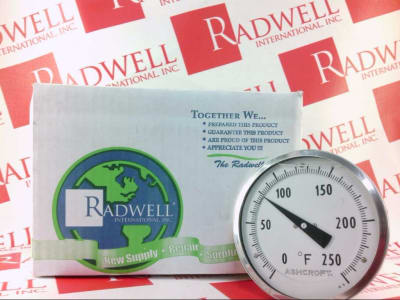 RADWELL
INTERNATIONAL, INC.
RADWELL
INTERNATIONAL, INC.
RADWELL
INTERNATIONAL, INC.
TOGETHER WE...
• PREPARED THIS PRODUCT
• GUARANTEE THIS PRODUCT
• ARE PROUD OF THIS PRODUCT
• APPRECIATE YOU !!!
The Radwell
RADWELL
INTERNATIONAL, INC.
New Supply • Repair • Surplus
0 50 100 150 200 250
°F
ASHCROFT